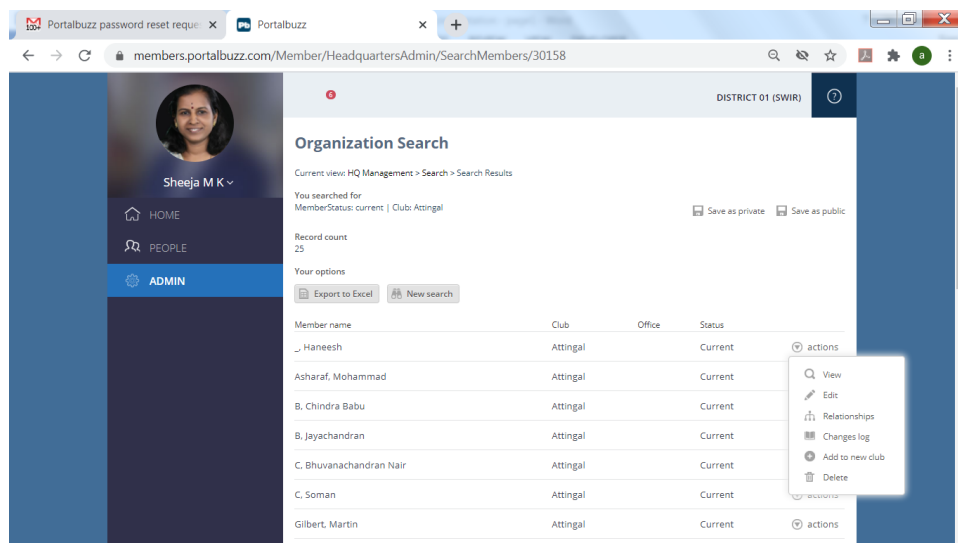 Portalbuzz password reset reque
Pb Portalbuzz
members.portalbuzz.com/Member/HeadquartersAdmin/SearchMembers/30158
a
6
DISTRICT 01 (SWIR)
?
Sheeja M K
HOME
PEOPLE
ADMIN
Organization Search
Current view: HQ Management > Search > Search Results
You searched for
MemberStatus: current | Club: Attingal
Save as private Save as public
Record count
25
Your options
Export to Excel New search
Member name Club Office Status
_, Haneesh Attingal Current actions
Asharaf, Mohammad Attingal Current
B, Chindra Babu Attingal Current
B, Jayachandran Attingal Current
C, Bhuvanachandran Nair Attingal Current
C, Soman Attingal Current actions
Gilbert, Martin Attingal Current actions
View
Edit
Relationships
Changes log
Add to new club
Delete